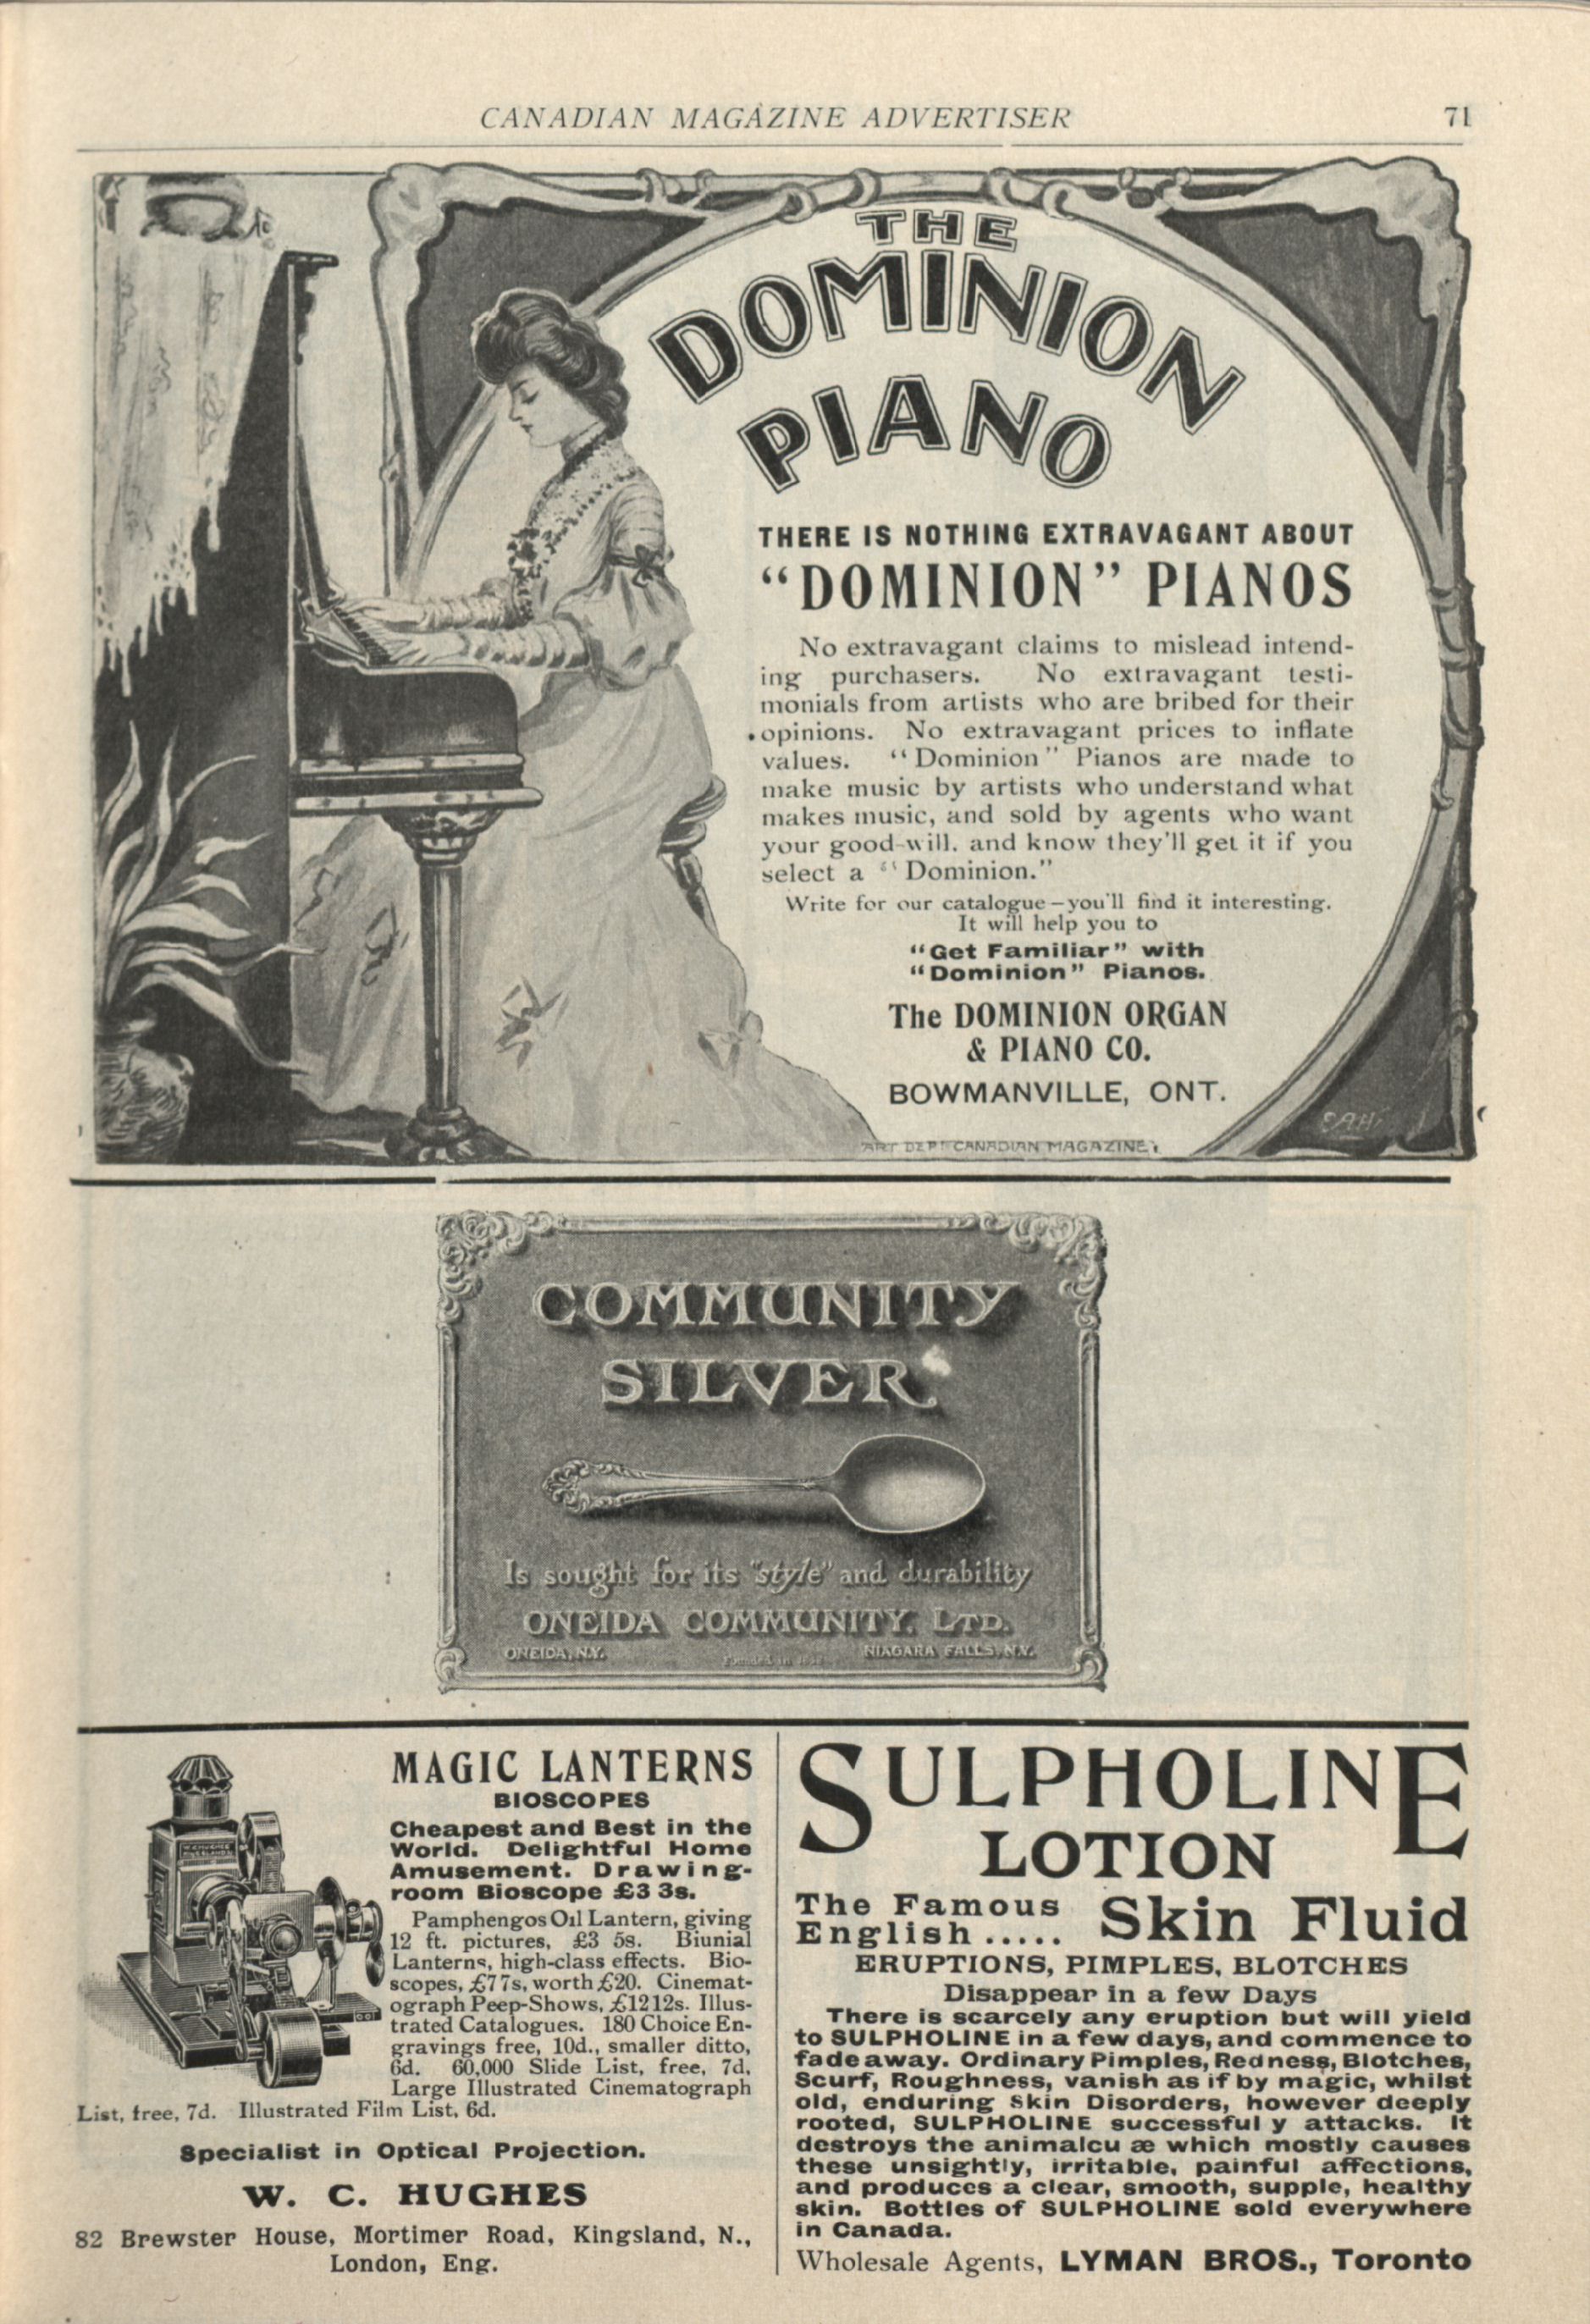 CANADIAN MAGAZINE ADVERTISER 71
THE
DOMINION
PIANO
THERE IS NOTHING EXTRAVAGANT ABOUT
“DOMINION” PIANOS
No extravagant claims to mislead intend-
ing purchasers. No extravagant testi-
monials from artists who are bribed for their
opinions. No extravagant prices to inflate
values. “Dominion” Pianos are made to
make music by artists who understand what
makes music, and sold by agents who want
your good-will. and know they'll get it if you
select a “Dominion.”
Write for our catalogue—you'll find it interesting.
It will help you to
“Get Familiar” with
“Dominion” Pianos.
The DOMINION ORGAN
& PIANO CO.
BOWMANVILLE, ONT.
ART DEPT CANADIAN MAGAZINE.
COMMUNITY
SILVER.
Is sought for its "style" and durability
ONEIDA COMMUNITY, LTD.
ONEIDA, N.Y. Founded in NIAGARA FALLS, N.Y.
MAGIC LANTERNS
BIOSCOPES
Cheapest and Best in the
World. Delightful Home
Amusement. Drawing-
room Bioscope £3 3s.
Pamphengos Oil Lantern, giving
12 ft. pictures, £3 5s. Biunial
Lanterns, high-class effects. Bio-
scopes, £7 7s, worth £20. Cinemat-
ograph Peep-Shows, £12 12s. Illus-
trated Catalogues. 180 Choice En-
gravings free, 10d., smaller ditto,
6d. 60,000 Slide List, free, 7d,
Large Illustrated Cinematograph
List, free, 7d. Illustrated Film List, 6d.
Specialist in Optical Projection.
W. C. HUGHES
82 Brewster House, Mortimer Road, Kingsland, N.,
London, Eng.
SULPHOLINE
LOTION
The Famous
English ..... Skin Fluid
ERUPTIONS, PIMPLES, BLOTCHES
Disappear in a few Days
There is scarcely any eruption but will yield
to SULPHOLINE in a few days, and commence to
fade away. Ordinary Pimples, Redness, Blotches,
Scurf, Roughness, vanish as if by magic, whilst
old, enduring Skin Disorders, however deeply
rooted, SULPHOLINE successful y attacks. It
destroys the animalcu æ which mostly causes
these unsightly, irritable, painful affections,
and produces a clear, smooth, supple, healthy
skin. Bottles of SULPHOLINE sold everywhere
in Canada.
Wholesale Agents, LYMAN BROS., Toronto